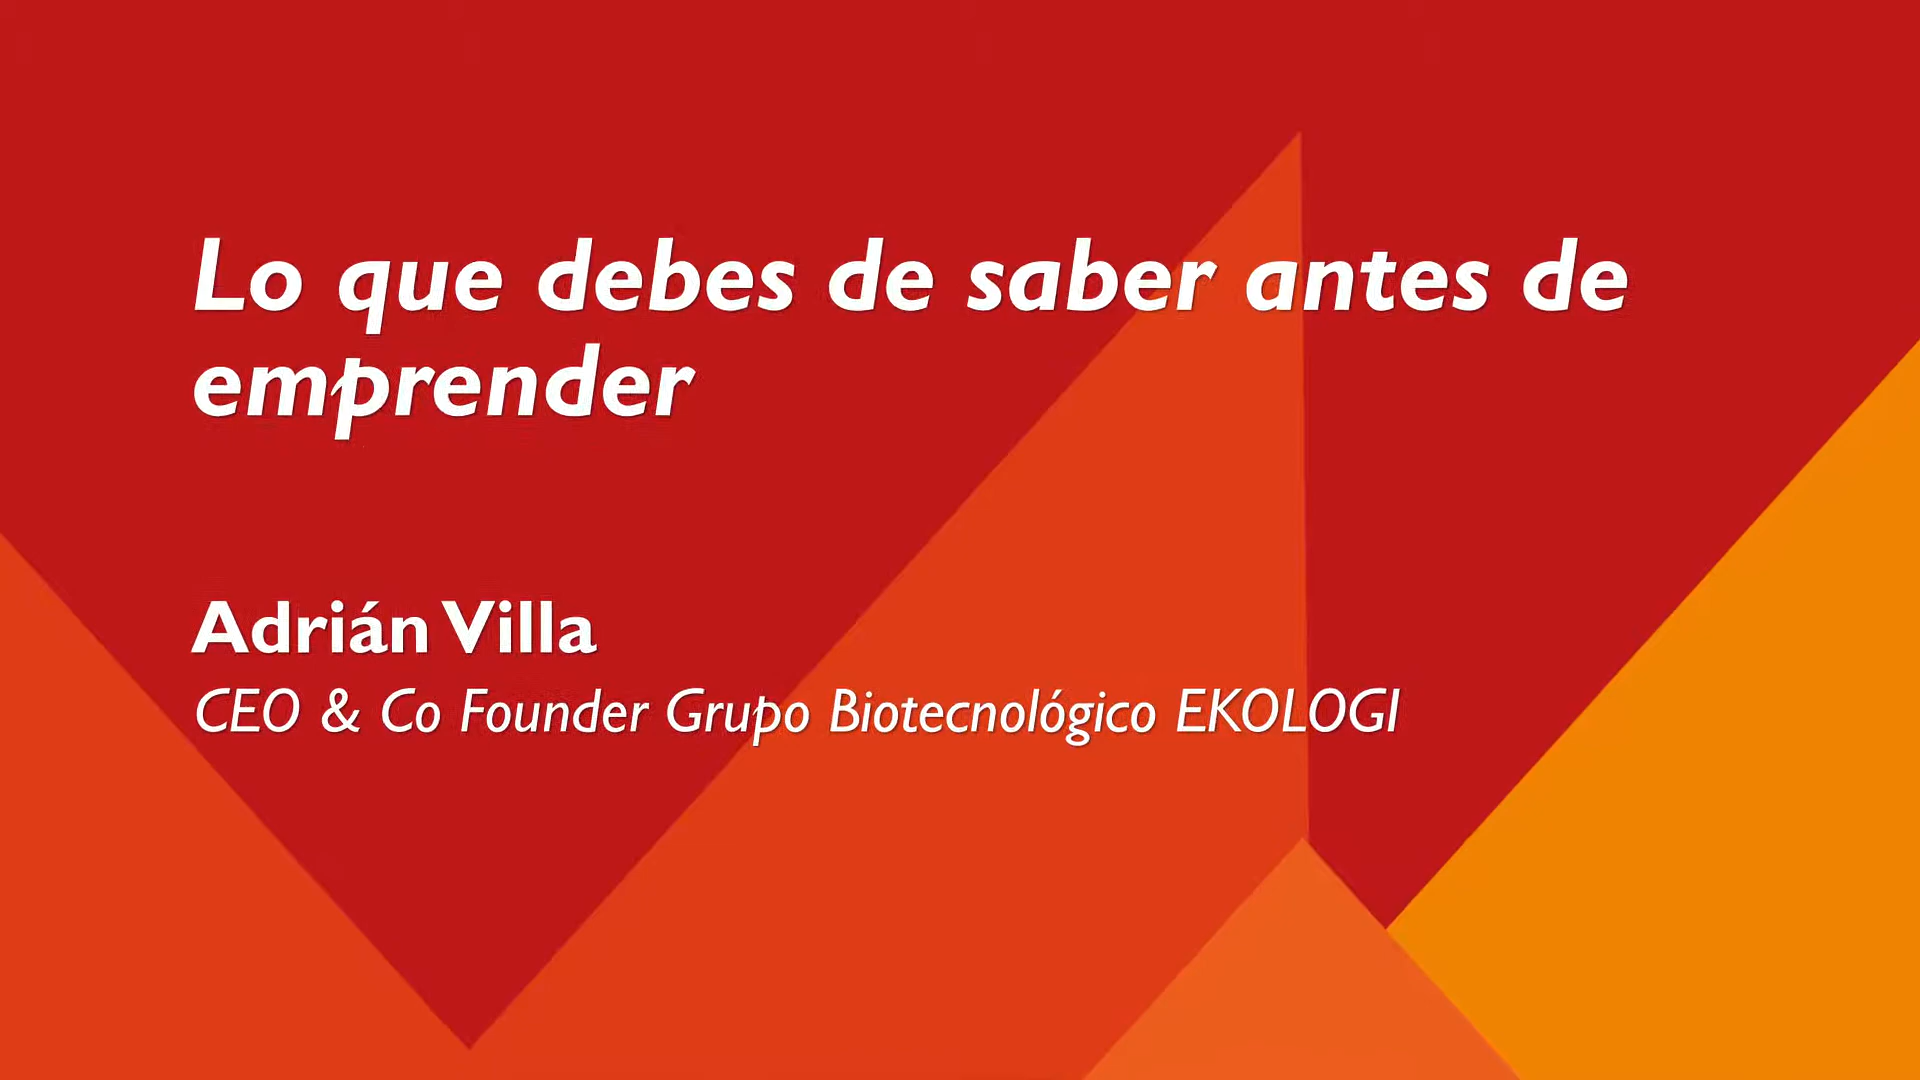 Lo que debes de saber antes de
emprender
Adrián Villa
CEO & Co Founder Grupo Biotecnológico EKOLOGI